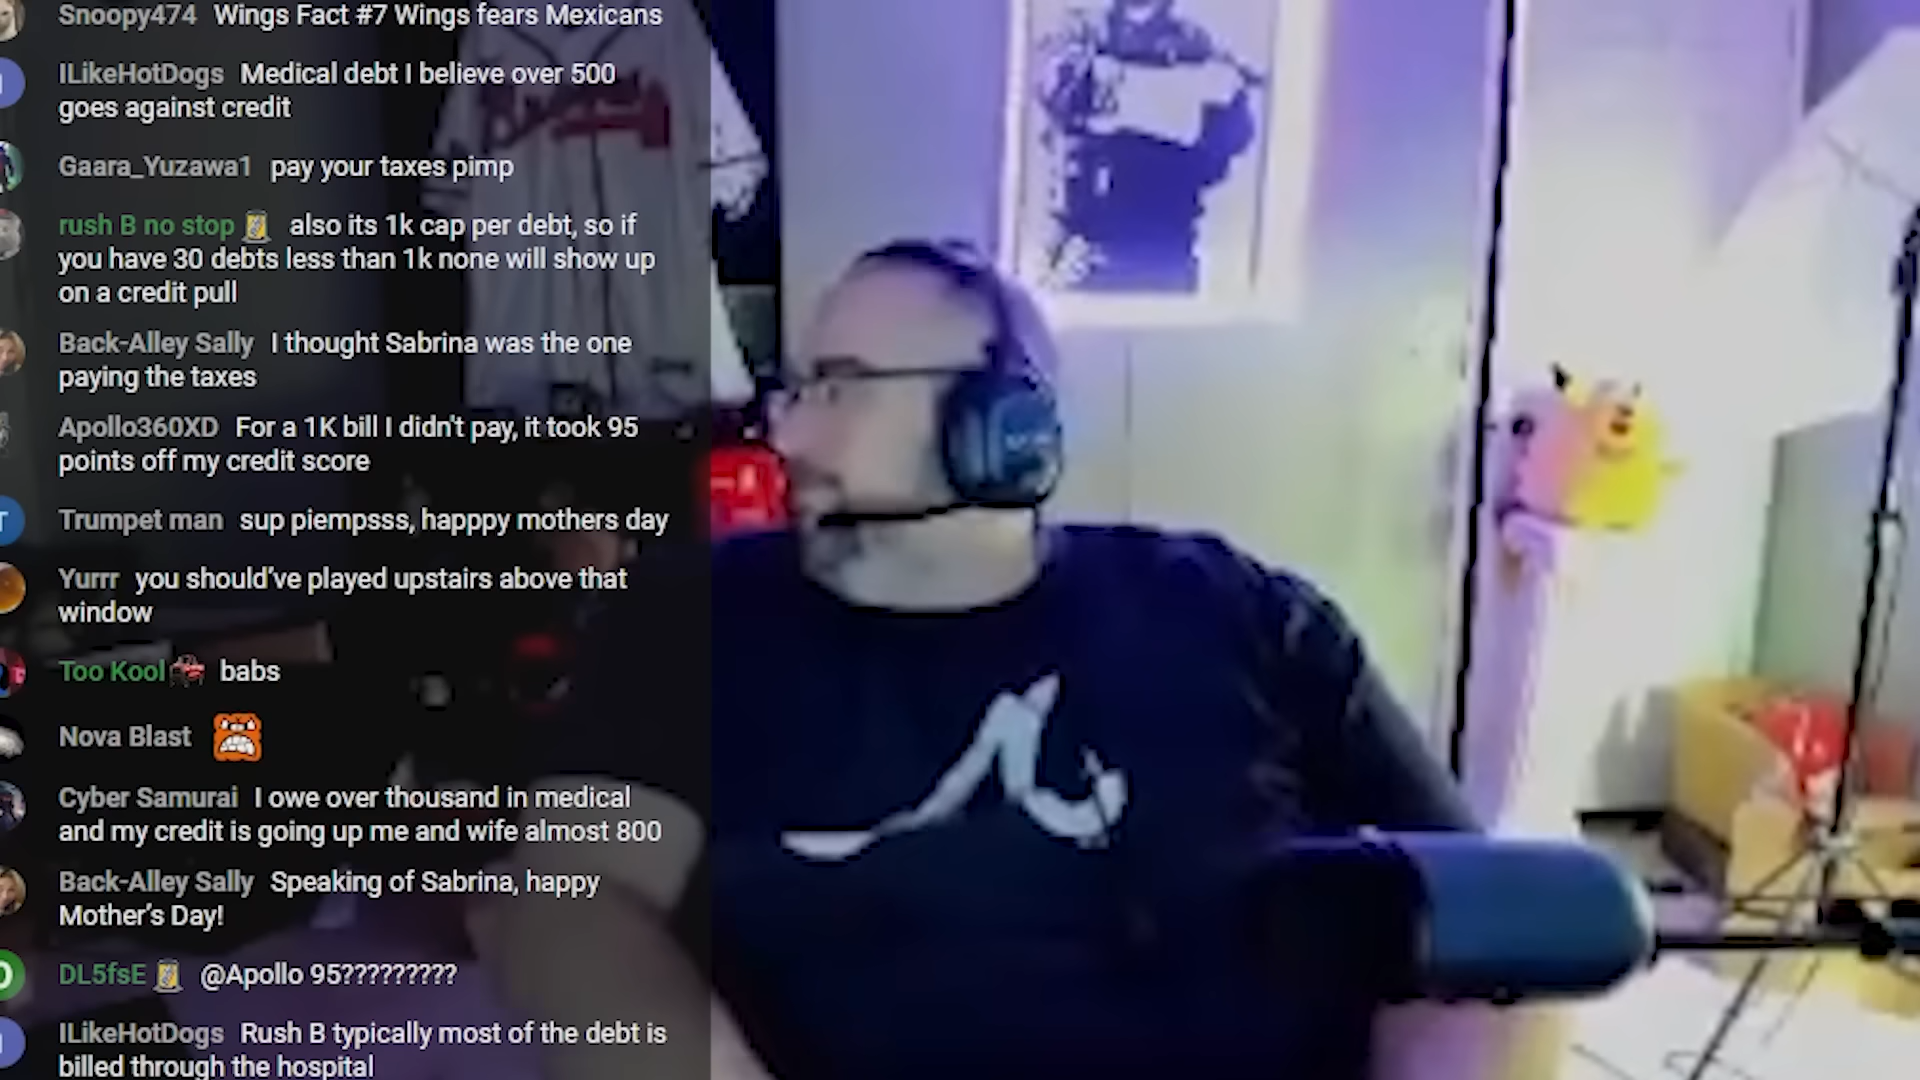 Snoopy474 Wings Fact #7 Wings fears Mexicans
ILikeHotDogs Medical debt I believe over 500
goes against credit
Gaara_Yuzawa1 pay your taxes pimp
rush B no stop also its 1k cap per debt, so if
you have 30 debts less than 1k none will show up
on a credit pull
Back-Alley Sally I thought Sabrina was the one
paying the taxes
Apollo360XD For a 1K bill I didn't pay, it took 95
points off my credit score
T
Trumpet man sup piempsss, happpy mothers day
Yurrr you should’ve played upstairs above that
window
Too Kool babs
Nova Blast
Cyber Samurai I owe over thousand in medical
and my credit is going up me and wife almost 800
Back-Alley Sally Speaking of Sabrina, happy
Mother’s Day!
DL5fsE @Apollo 95?????????
ILikeHotDogs Rush B typically most of the debt is
billed through the hospital